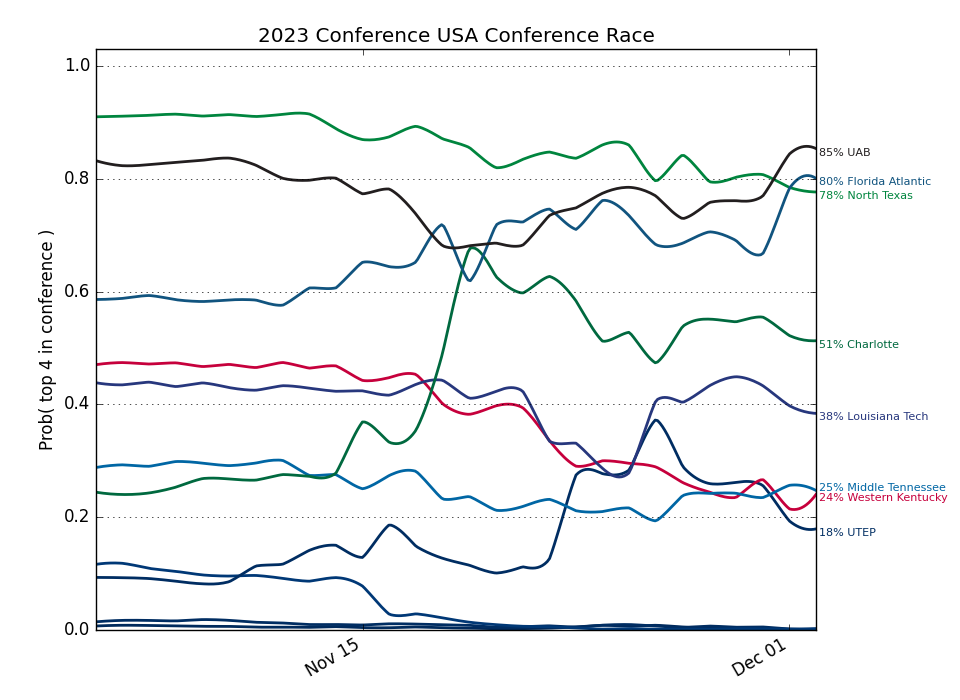 2023 Conference USA Conference Race
Prob( top 4 in conference )
1.0
0.8
0.6
0.4
0.2
0.0
Nov 15
Dec 01
85% UAB
80% Florida Atlantic
78% North Texas
51% Charlotte
38% Louisiana Tech
25% Middle Tennessee
24% Western Kentucky
18% UTEP